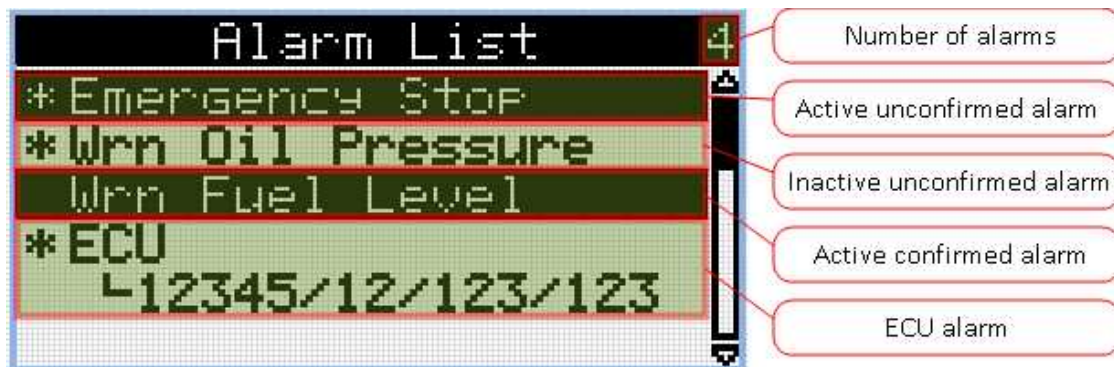 Alarm List 4
* Emergency Stop
* Wrn Oil Pressure
Wrn Fuel Level
* ECU
12345/12/123/123
Number of alarms
Active unconfirmed alarm
Inactive unconfirmed alarm
Active confirmed alarm
ECU alarm